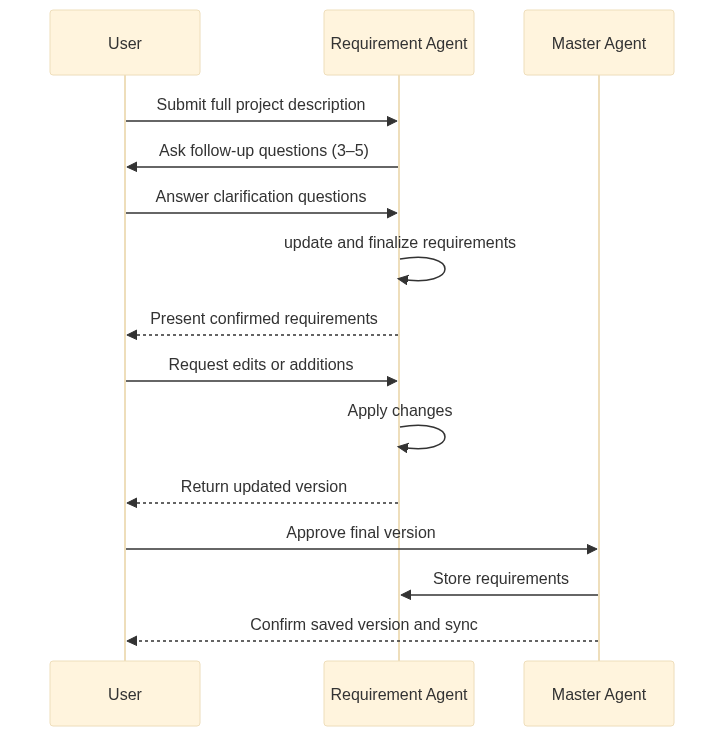 User
Requirement Agent
Master Agent
Submit full project description
Ask follow-up questions (3–5)
Answer clarification questions
update and finalize requirements
Present confirmed requirements
Request edits or additions
Apply changes
Return updated version
Approve final version
Store requirements
Confirm saved version and sync
User
Requirement Agent
Master Agent